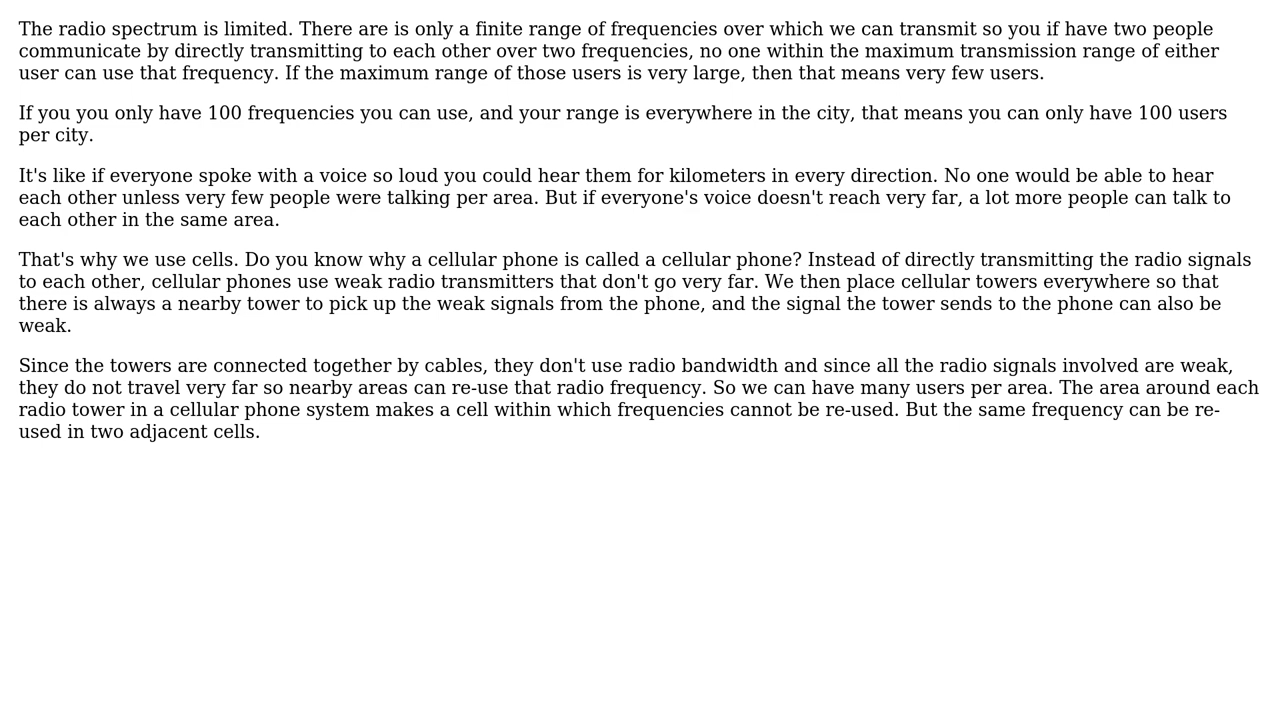 The radio spectrum is limited. There are is only a finite range of frequencies over which we can transmit so you if have two people
communicate by directly transmitting to each other over two frequencies, no one within the maximum transmission range of either
user can use that frequency. If the maximum range of those users is very large, then that means very few users.
If you you only have 100 frequencies you can use, and your range is everywhere in the city, that means you can only have 100 users
per city.
It's like if everyone spoke with a voice so loud you could hear them for kilometers in every direction. No one would be able to hear
each other unless very few people were talking per area. But if everyone's voice doesn't reach very far, a lot more people can talk to
each other in the same area.
That's why we use cells. Do you know why a cellular phone is called a cellular phone? Instead of directly transmitting the radio signals
to each other, cellular phones use weak radio transmitters that don't go very far. We then place cellular towers everywhere so that
there is always a nearby tower to pick up the weak signals from the phone, and the signal the tower sends to the phone can also be
weak.
Since the towers are connected together by cables, they don't use radio bandwidth and since all the radio signals involved are weak,
they do not travel very far so nearby areas can re-use that radio frequency. So we can have many users per area. The area around each
radio tower in a cellular phone system makes a cell within which frequencies cannot be re-used. But the same frequency can be re-
used in two adjacent cells.